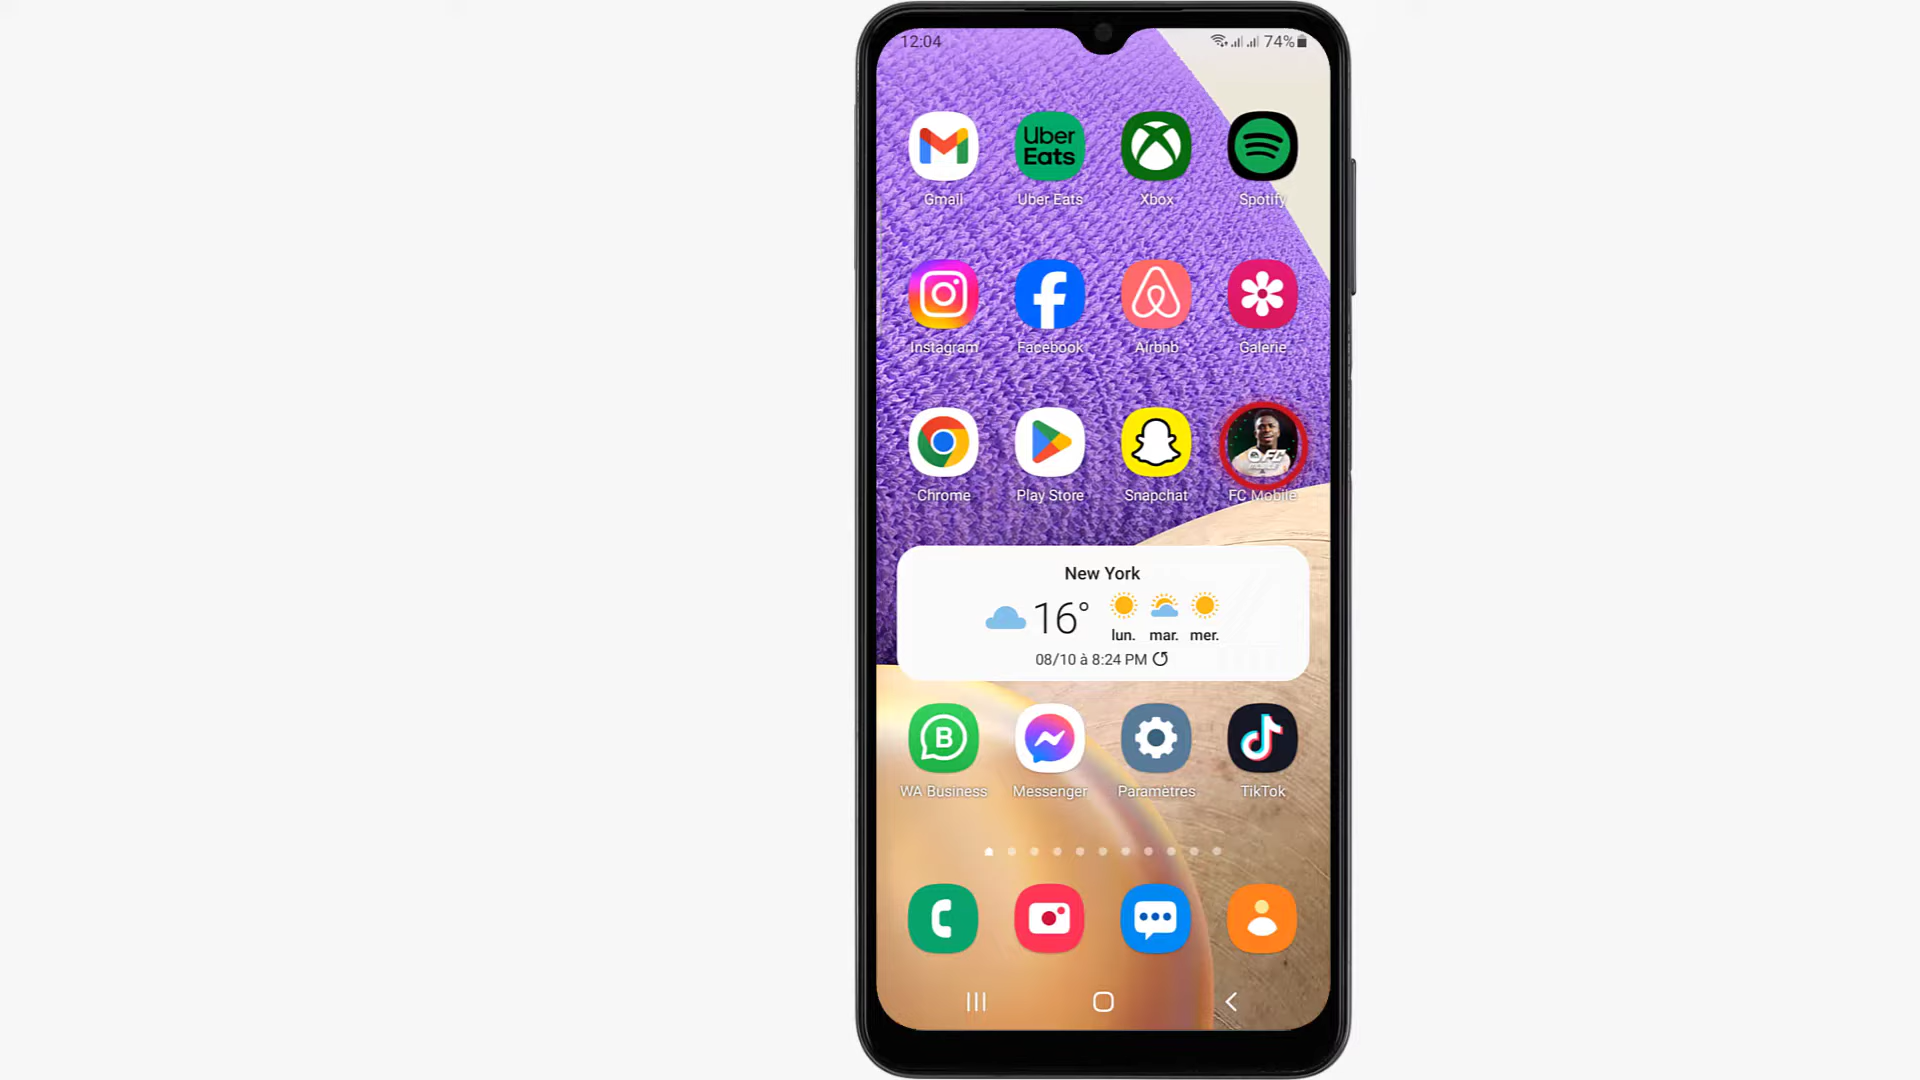 12:04
74%
Uber
Eats
Gmail
Uber Eats
Xbox
Spotify
Instagram
Facebook
Airbnb
Galerie
FC
Chrome
Play Store
Snapchat
FC Mobile
New York
16°
lun.
mar.
mer.
08/10 à 8:24 PM
B
WA Business
Messenger
Paramètres
TikTok